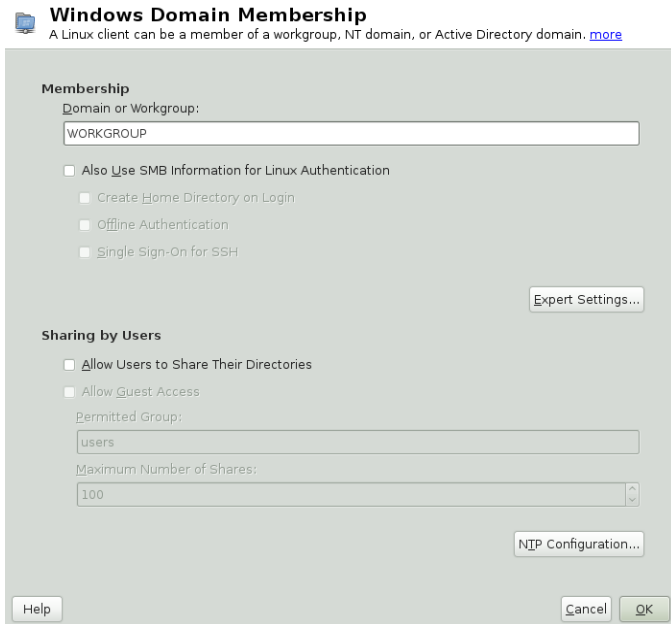 Windows Domain Membership
A Linux client can be a member of a workgroup, NT domain, or Active Directory domain. more
Membership
Domain or Workgroup:
WORKGROUP
Also Use SMB Information for Linux Authentication
Create Home Directory on Login
Offline Authentication
Single Sign-On for SSH
Expert Settings...
Sharing by Users
Allow Users to Share Their Directories
Allow Guest Access
Permitted Group:
users
Maximum Number of Shares:
100
NTP Configuration...
Help
Cancel
OK